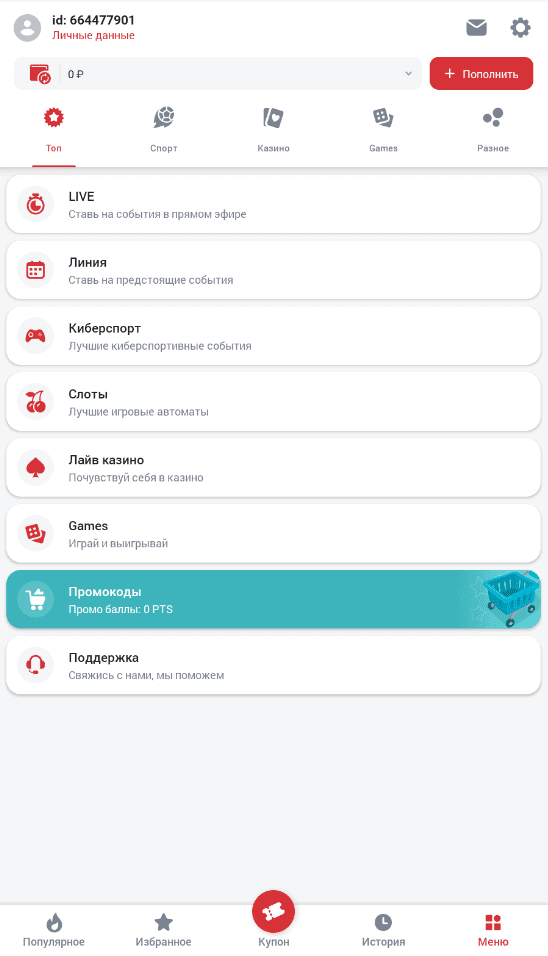 id: 664477901
Личные данные
0 ₽
Пополнить
Топ
Спорт
Казино
Games
Разное
LIVE
Ставь на события в прямом эфире
Линия
Ставь на предстоящие события
Киберспорт
Лучшие киберспортивные события
Слоты
Лучшие игровые автоматы
Лайв казино
Почувствуй себя в казино
Games
Играй и выигрывай
Промокоды
Промо баллы: 0 PTS
Поддержка
Свяжись с нами, мы поможем
Популярное
Избранное
Купон
История
Меню